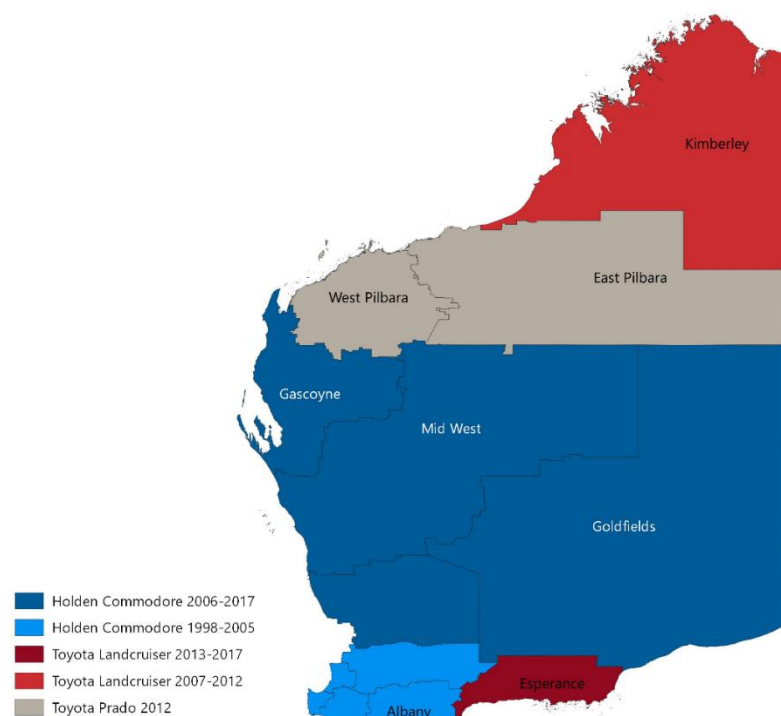 Kimberley
East Pilbara
West Pilbara
Gascoyne
Mid West
Goldfields
Holden Commodore 2006-2017
Holden Commodore 1998-2005
Toyota Landcruiser 2013-2017
Toyota Landcruiser 2007-2012
Toyota Prado 2012
Esperance
Albany